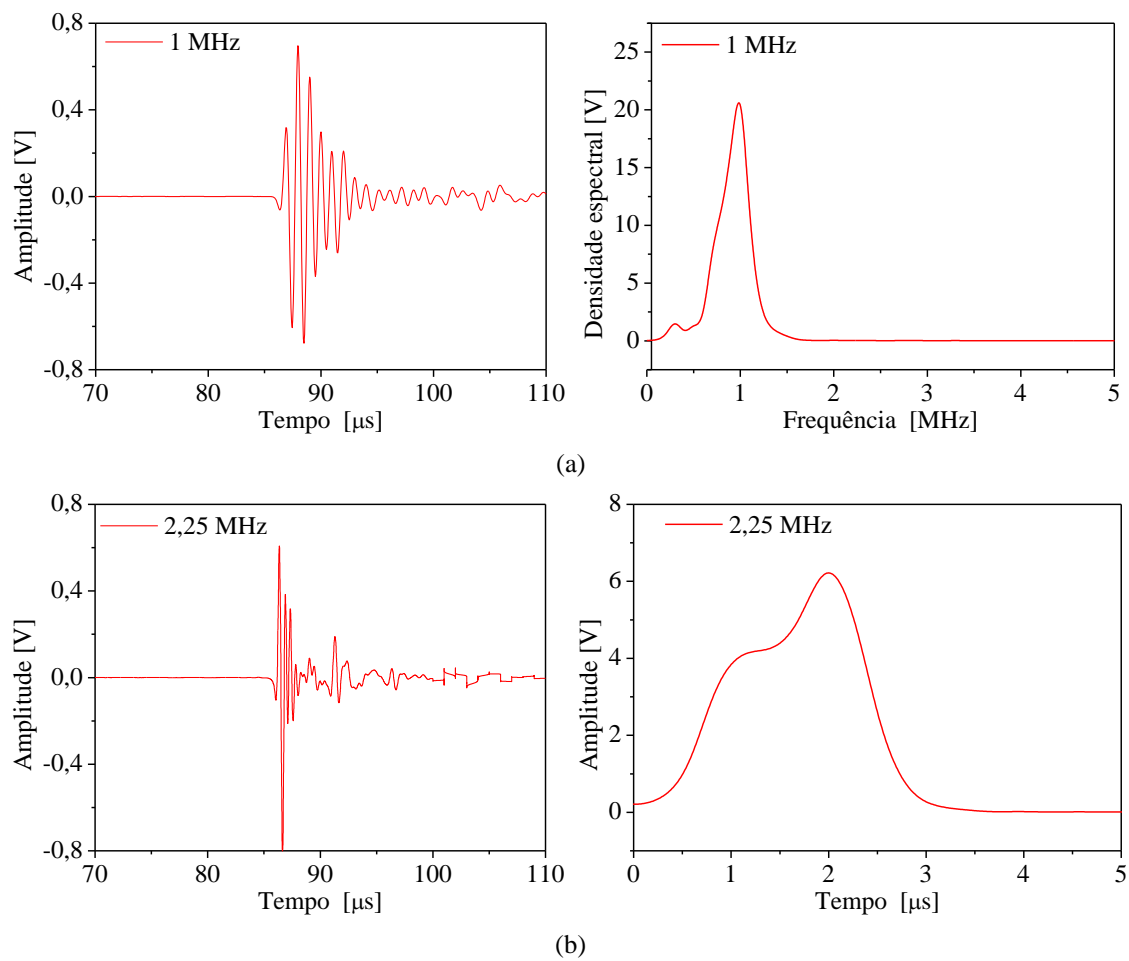 1 MHz
0,8
0,4
0,0
-0,4
-0,8
Amplitude [V]
70 80 90 100 110
Tempo [μs]
1 MHz
25
20
15
10
5
0
Densidade espectral [V]
0 1 2 3 4 5
Frequência [MHz]
(a)
2,25 MHz
0,8
0,4
0,0
-0,4
-0,8
Amplitude [V]
70 80 90 100 110
Tempo [μs]
2,25 MHz
8
6
4
2
0
Amplitude [V]
0 1 2 3 4 5
Tempo [μs]
(b)